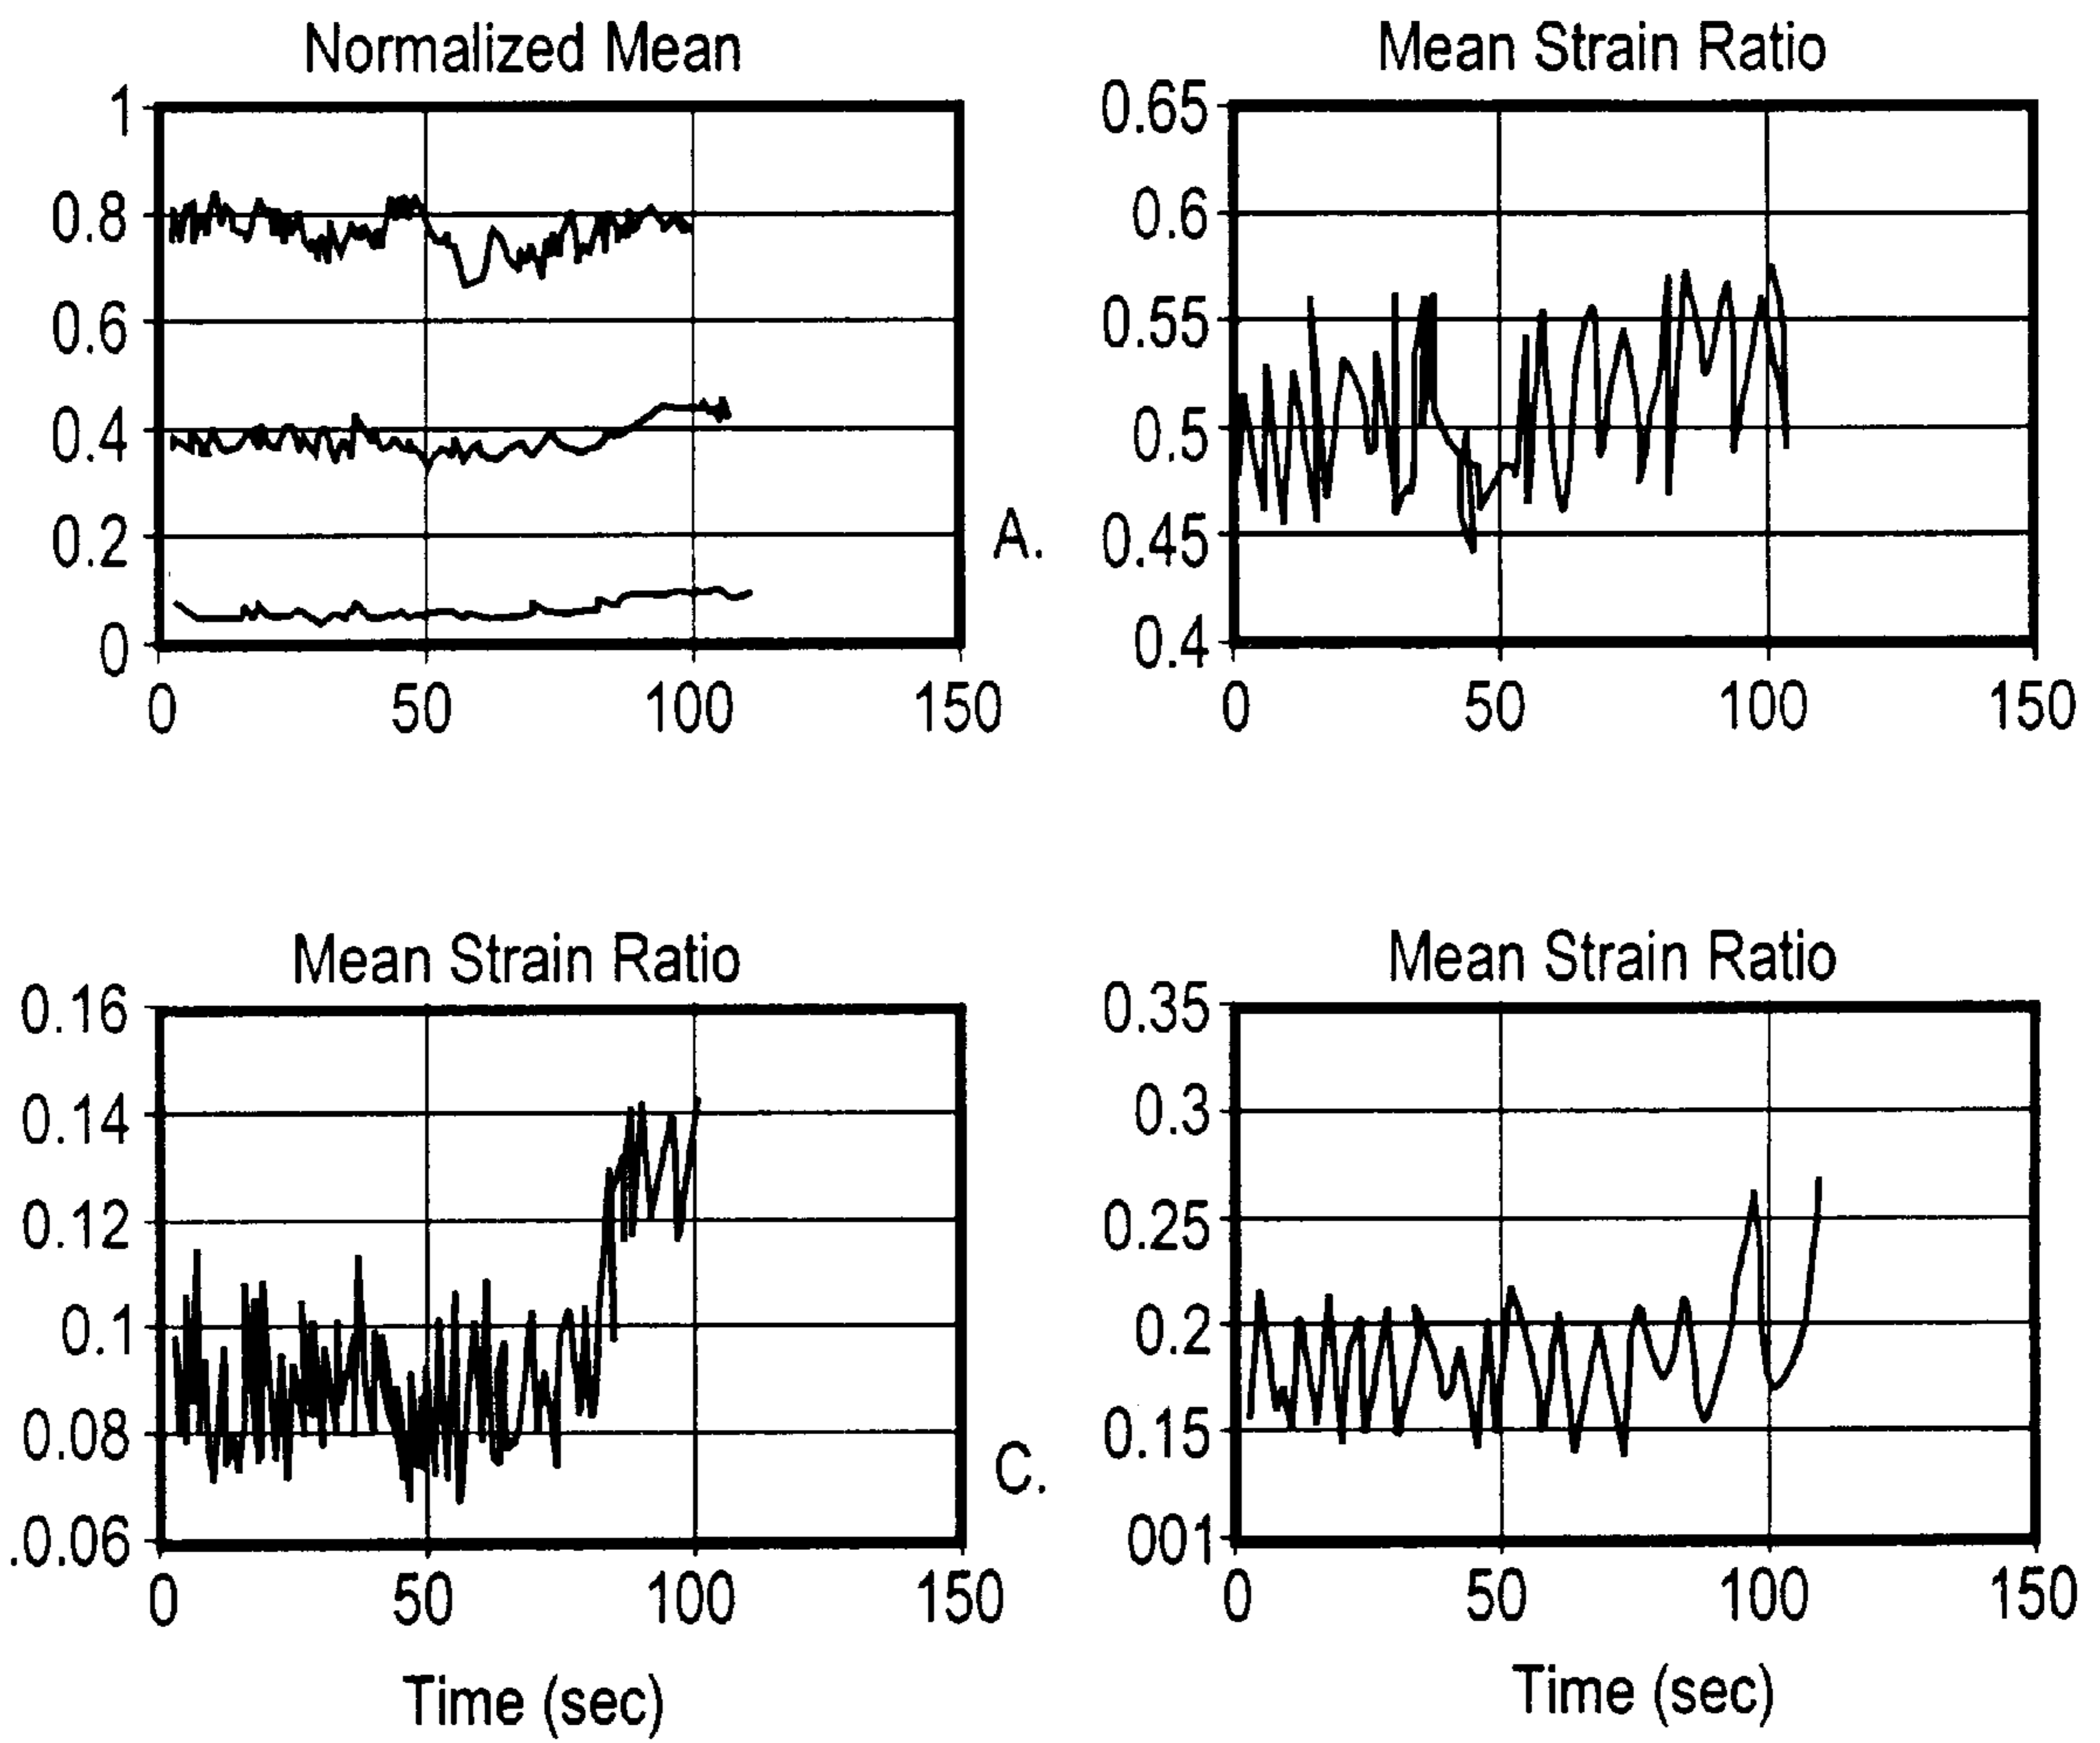 Normalized Mean
1
0.8
0.6
0.4
0.2
0
0 50 100 150
A.
Mean Strain Ratio
0.65
0.6
0.55
0.5
0.45
0.4
0 50 100 150
Mean Strain Ratio
0.16
0.14
0.12
0.1
0.08
.0.06
0 50 100 150
Time (sec)
C.
Mean Strain Ratio
0.35
0.3
0.25
0.2
0.15
001
0 50 100 150
Time (sec)